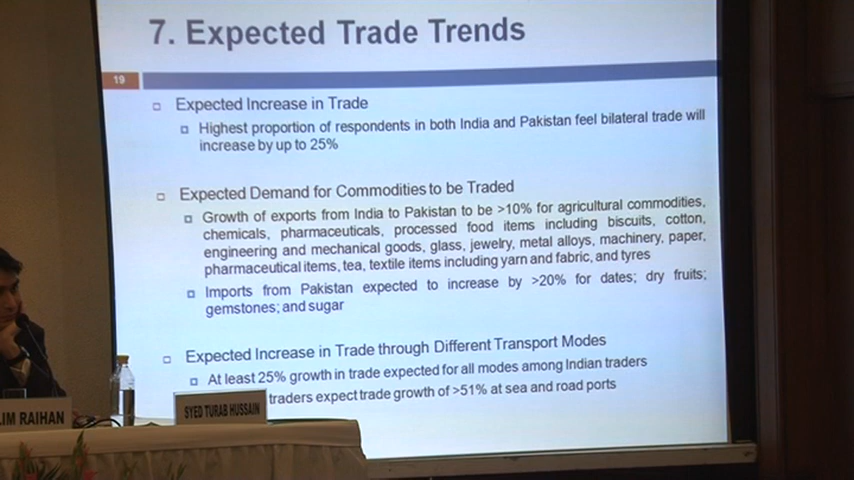 7. Expected Trade Trends
19
Expected Increase in Trade
Highest proportion of respondents in both India and Pakistan feel bilateral trade will
increase by up to 25%
Expected Demand for Commodities to be Traded
Growth of exports from India to Pakistan to be >10% for agricultural commodities,
chemicals, pharmaceuticals, processed food items including biscuits, cotton,
engineering and mechanical goods, glass, jewelry, metal alloys, machinery, paper,
pharmaceutical items, tea, textile items including yarn and fabric, and tyres
Imports from Pakistan expected to increase by >20% for dates; dry fruits;
gemstones; and sugar
Expected Increase in Trade through Different Transport Modes
At least 25% growth in trade expected for all modes among Indian traders
traders expect trade growth of >51% at sea and road ports
LIM RAIHAN
SYED TURAB HUSSAIN